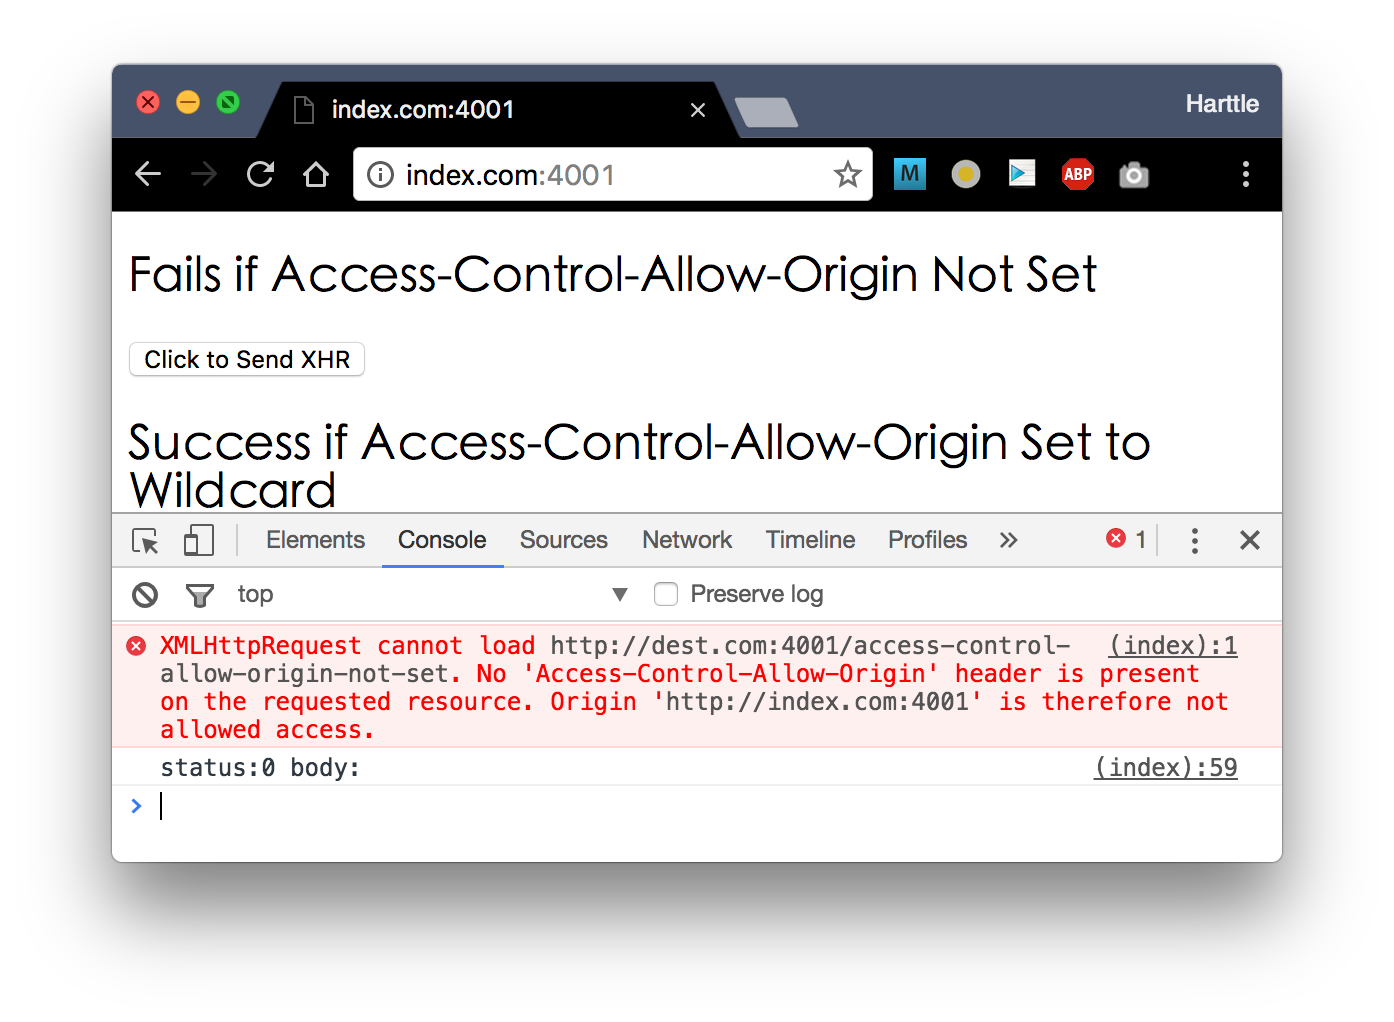 index.com:4001
Harttle
index.com:4001
M
ABP
Fails if Access-Control-Allow-Origin Not Set
Click to Send XHR
Success if Access-Control-Allow-Origin Set to
Wildcard
Elements Console Sources Network Timeline Profiles » 1
top Preserve log
XMLHttpRequest cannot load http://dest.com:4001/access-control- (index):1
allow-origin-not-set. No 'Access-Control-Allow-Origin' header is present
on the requested resource. Origin 'http://index.com:4001' is therefore not
allowed access.
status:0 body: (index):59
>